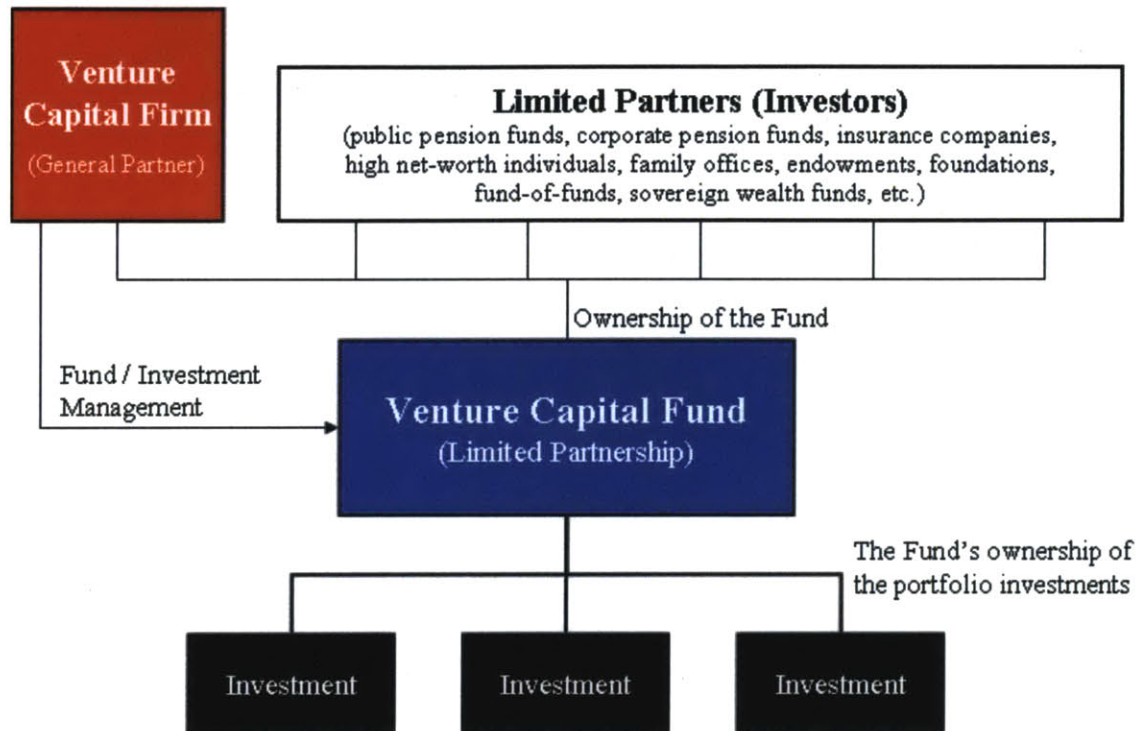 Venture
Capital Firm
(General Partner)
Limited Partners (Investors)
(public pension funds, corporate pension funds, insurance companies,
high net-worth individuals, family offices, endowments, foundations,
fund-of-funds, sovereign wealth funds, etc.)
Ownership of the Fund
Fund / Investment
Management
Venture Capital Fund
(Limited Partnership)
The Fund's ownership of
the portfolio investments
Investment
Investment
Investment